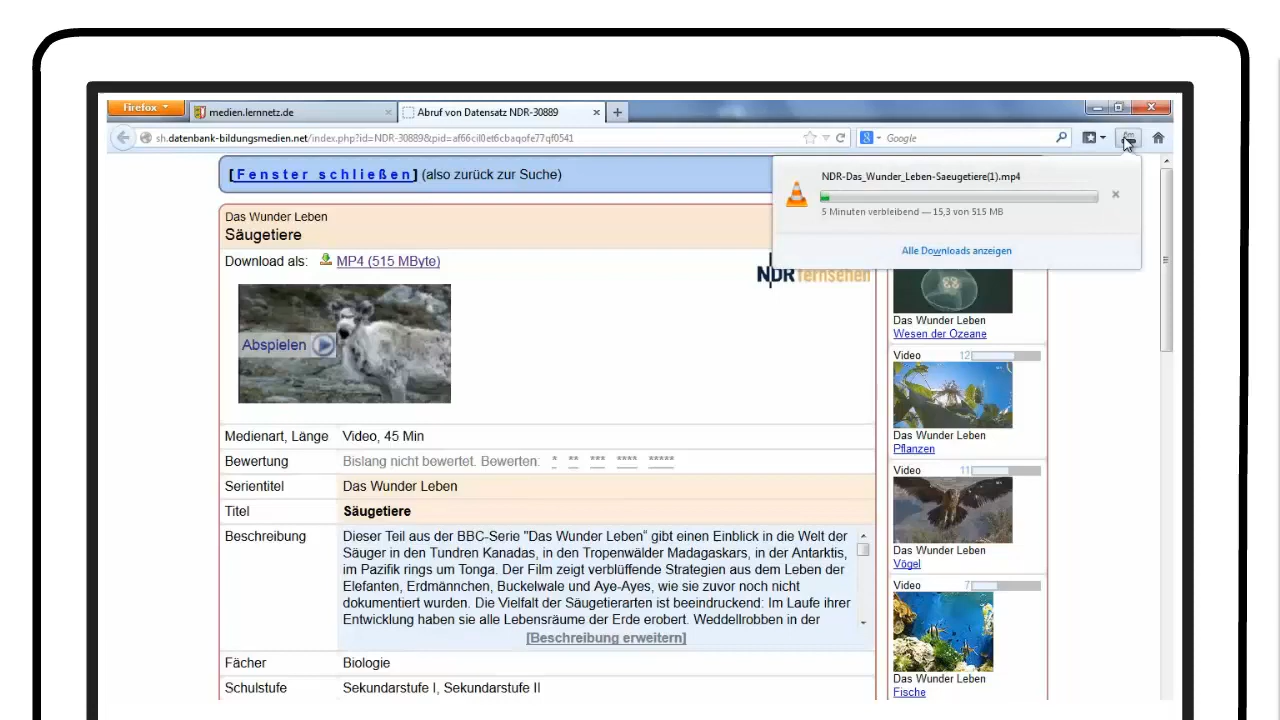 Firefox
medien.lernnetz.de
Abruf von Datensatz NDR-30889
sh.datenbank-bildungsmedien.net/index.php?id=NDR-30889&pid=af66cil0et6cbaqofe77qf0541
Google
[Fenster schließen] (also zurück zur Suche)
NDR-Das_Wunder_Leben-Saeugetiere(1).mp4
5 Minuten verbleibend — 15,3 von 515 MB
Alle Downloads anzeigen
Das Wunder Leben
Säugetiere
Download als: MP4 (515 MByte)
NDR fernsehen
Abspielen
Medienart, Länge Video, 45 Min
Bewertung Bislang nicht bewertet. Bewerten: * ** *** **** *****
Serientitel Das Wunder Leben
Titel Säugetiere
Beschreibung Dieser Teil aus der BBC-Serie "Das Wunder Leben" gibt einen Einblick in die Welt der
Säuger in den Tundren Kanadas, in den Tropenwälder Madagaskars, in der Antarktis,
im Pazifik rings um Tonga. Der Film zeigt verblüffende Strategien aus dem Leben der
Elefanten, Erdmännchen, Buckelwale und Aye-Ayes, wie sie zuvor noch nicht
dokumentiert wurden. Die Vielfalt der Säugetierarten ist beeindruckend: Im Laufe ihrer
Entwicklung haben sie alle Lebensräume der Erde erobert. Weddellrobben in der
[Beschreibung erweitern]
Fächer Biologie
Schulstufe Sekundarstufe I, Sekundarstufe II
Das Wunder Leben
Wesen der Ozeane
Video 12
Das Wunder Leben
Pflanzen
Video 11
Das Wunder Leben
Vögel
Video 7
Das Wunder Leben
Fische